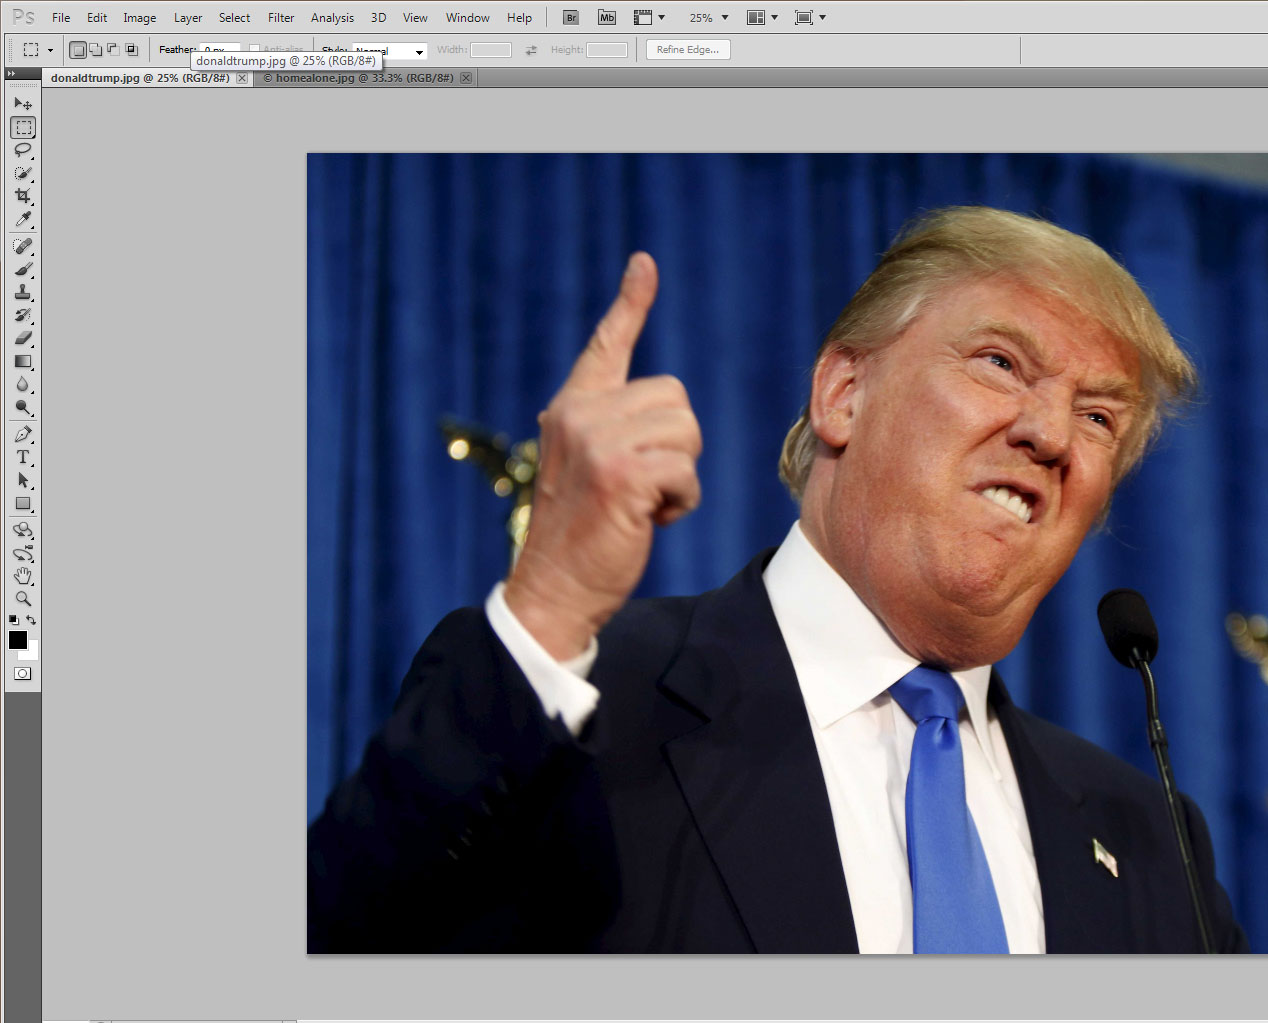 Ps File Edit Image Layer Select Filter Analysis 3D View Window Help Br Mb 25%
Feather: 0 px Anti-alias Style: Normal Width: Height: Refine Edge...
donaldtrump.jpg @ 25% (RGB/8#)
donaldtrump.jpg @ 25% (RGB/8#) © homealone.jpg @ 33.3% (RGB/8#)
T